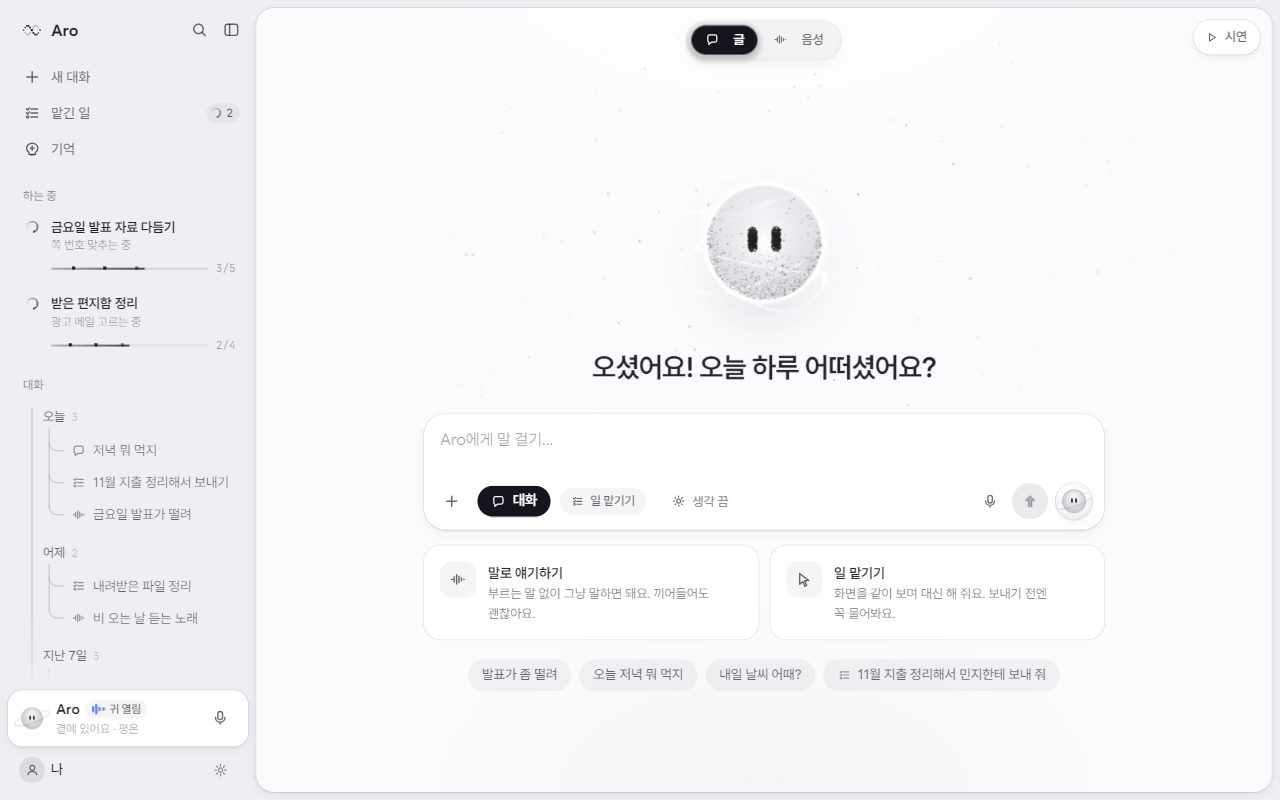 Aro
새 대화
맡긴 일
2
기억
하는 중
금요일 발표 자료 다듬기
쪽 번호 맞추는 중
3/5
받은 편지함 정리
광고 메일 고르는 중
2/4
대화
오늘 3
저녁 뭐 먹지
11월 지출 정리해서 보내기
금요일 발표가 떨려
어제 2
내려받은 파일 정리
비 오는 날 듣는 노래
지난 7일 3
Aro 귀 열림
곁에 있어요 · 평온
나
글 음성
시연
오셨어요! 오늘 하루 어떠셨어요?
Aro에게 말 걸기...
대화 일 맡기기 생각 끔
말로 얘기하기
부르는 말 없이 그냥 말하면 돼요. 끼어들어도
괜찮아요.
일 맡기기
화면을 같이 보며 대신 해 줘요. 보내기 전엔
꼭 물어봐요.
발표가 좀 떨려
오늘 저녁 뭐 먹지
내일 날씨 어때?
11월 지출 정리해서 민지한테 보내 줘